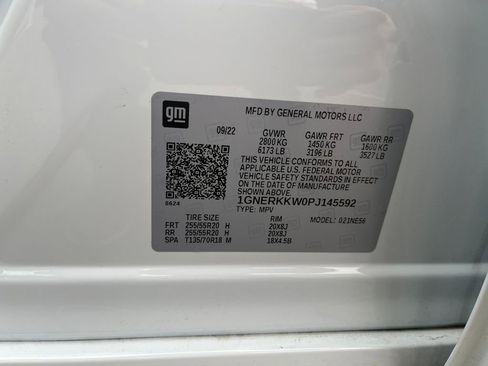 gm
MFD BY GENERAL MOTORS LLC
09/22 GVWR GAWR FRT GAWR RR
2800 KG 1450 KG 1600 KG
6173 LB 3196 LB 3527 LB
THIS VEHICLE CONFORMS TO ALL
APPLICABLE U.S. FEDERAL MOTOR
VEHICLE SAFETY STANDARDS IN
EFFECT ON THE DATE OF MANUFACTURE
SHOWN ABOVE.
1GNERKKW0PJ145592
TYPE: MPV MODEL: 021NE56
8624
TIRE SIZE RIM
FRT 255/55R20 H 20X8J
RR 255/55R20 H 20X8J
SPA T135/70R18 M 18X4.5B